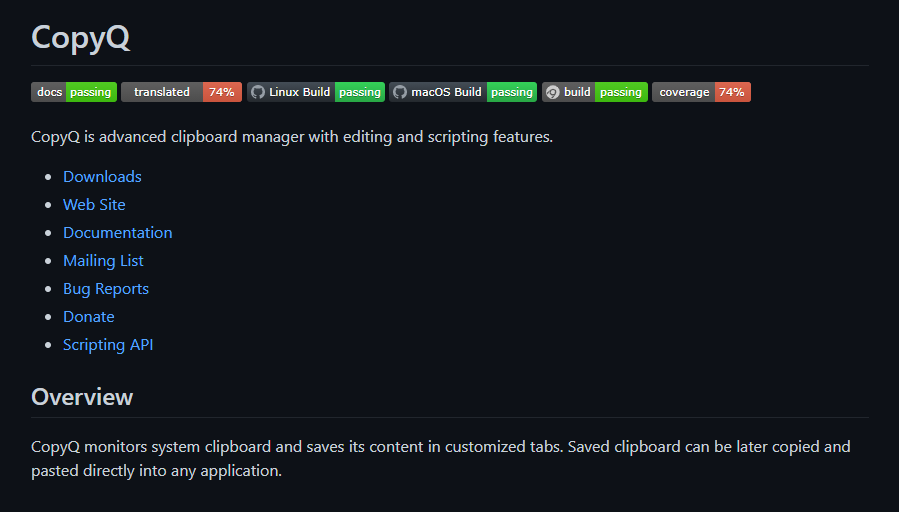 CopyQ
docs passing translated 74% Linux Build passing macOS Build passing build passing coverage 74%
CopyQ is advanced clipboard manager with editing and scripting features.
Downloads
Web Site
Documentation
Mailing List
Bug Reports
Donate
Scripting API
Overview
CopyQ monitors system clipboard and saves its content in customized tabs. Saved clipboard can be later copied and
pasted directly into any application.